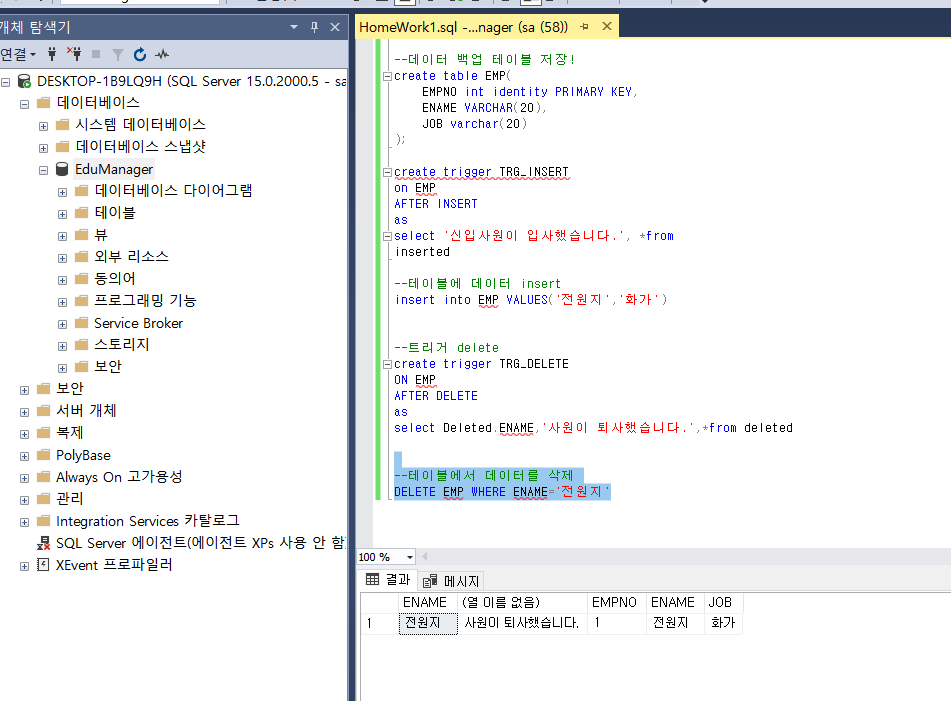 개체 탐색기
연결
DESKTOP-1B9LQ9H (SQL Server 15.0.2000.5 - sa
데이터베이스
시스템 데이터베이스
데이터베이스 스냅샷
EduManager
데이터베이스 다이어그램
테이블
뷰
외부 리소스
동의어
프로그래밍 기능
Service Broker
스토리지
보안
보안
서버 개체
복제
PolyBase
Always On 고가용성
관리
Integration Services 카탈로그
SQL Server 에이전트(에이전트 XPs 사용 안 함)
XEvent 프로파일러
HomeWork1.sql -...nager (sa (58))
--데이터 백업 테이블 저장!
create table EMP(
EMPNO int identity PRIMARY KEY,
ENAME VARCHAR(20),
JOB varchar(20)
);
create trigger TRG_INSERT
on EMP
AFTER INSERT
as
select '신입사원이 입사했습니다.', *from
inserted
--테이블에 데이터 insert
insert into EMP VALUES('전원지','화가')
--트리거 delete
create trigger TRG_DELETE
ON EMP
AFTER DELETE
as
select Deleted.ENAME,'사원이 퇴사했습니다.',*from deleted
--테이블에서 데이터를 삭제
DELETE EMP WHERE ENAME='전원지'
100 %
결과 메시지
ENAME (열 이름 없음) EMPNO ENAME JOB
1 전원지 사원이 퇴사했습니다. 1 전원지 화가